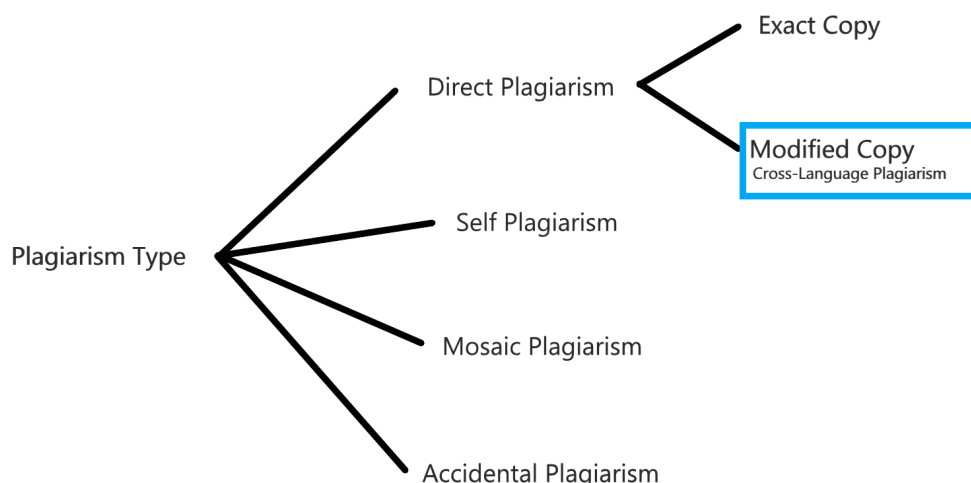 Exact Copy
Direct Plagiarism
Modified Copy
Cross-Language Plagiarism
Self Plagiarism
Plagiarism Type
Mosaic Plagiarism
Accidental Plagiarism